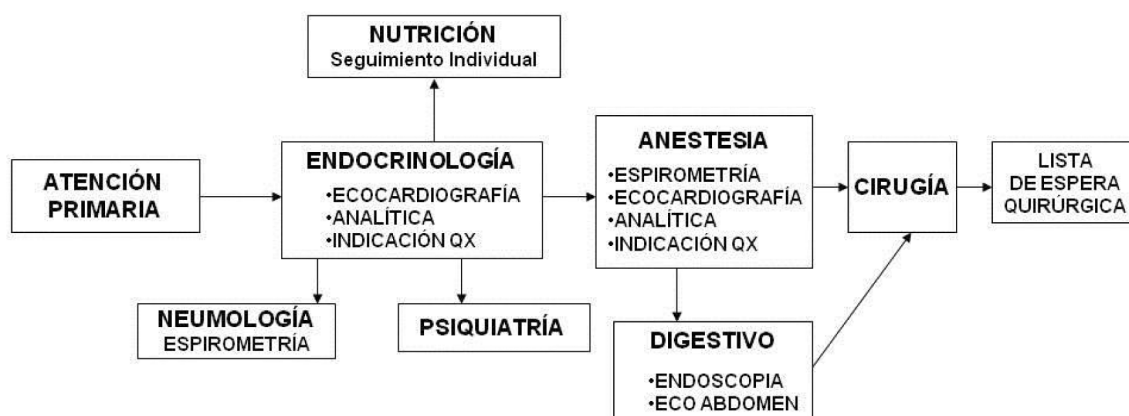 NUTRICIÓN
Seguimiento Individual
ATENCIÓN
PRIMARIA
ENDOCRINOLOGÍA
•ECOCARDIOGRAFÍA
•ANALÍTICA
•INDICACIÓN QX
ANESTESIA
•ESPIROMETRÍA
•ECOCARDIOGRAFÍA
•ANALÍTICA
•INDICACIÓN QX
CIRUGÍA
LISTA
DE ESPERA
QUIRÚRGICA
NEUMOLOGÍA
ESPIROMETRÍA
PSIQUIATRÍA
DIGESTIVO
•ENDOSCOPIA
•ECO ABDOMEN